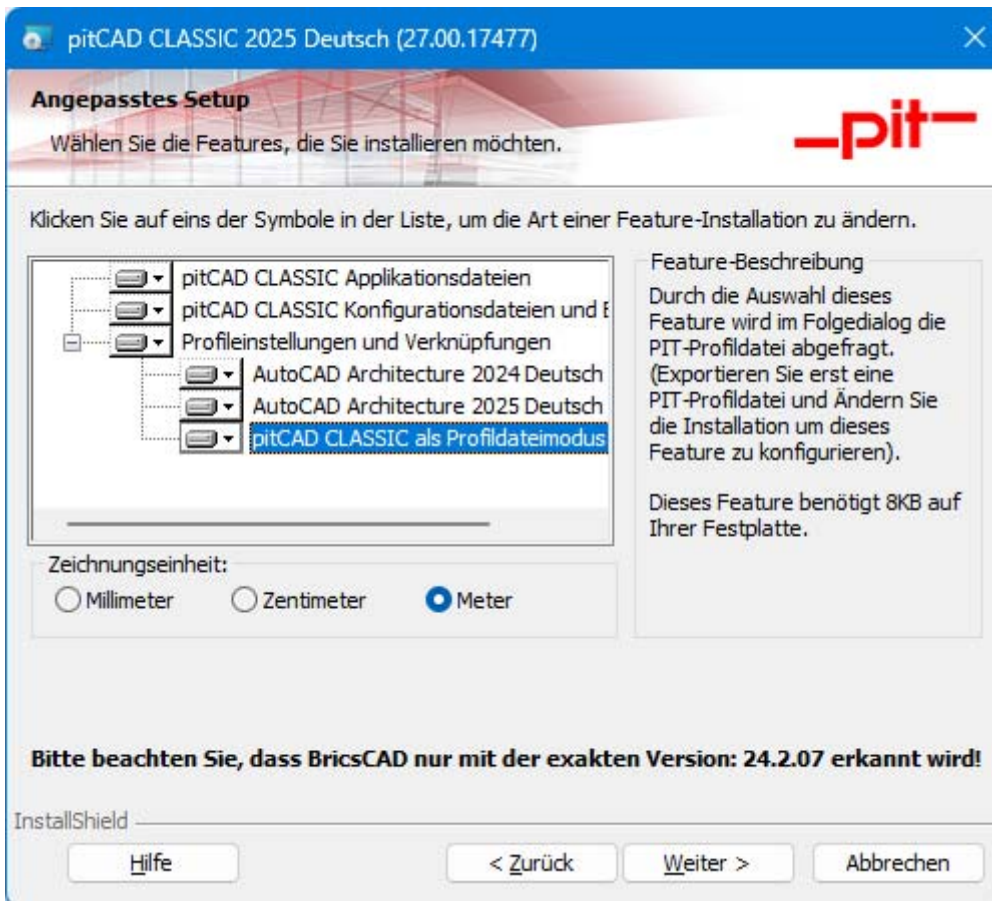 pitCAD CLASSIC 2025 Deutsch (27.00.17477)
Angepasstes Setup
Wählen Sie die Features, die Sie installieren möchten.
_pit‾
Klicken Sie auf eins der Symbole in der Liste, um die Art einer Feature-Installation zu ändern.
pitCAD CLASSIC Applikationsdateien
pitCAD CLASSIC Konfigurationsdateien und
Profileinstellungen und Verknüpfungen
AutoCAD Architecture 2024 Deutsch
AutoCAD Architecture 2025 Deutsch
pitCAD CLASSIC als Profildateimodus
Feature-Beschreibung
Durch die Auswahl dieses
Feature wird im Folgedialog die
PIT-Profildatei abgefragt.
(Exportieren Sie erst eine
PIT-Profildatei und Ändern Sie
die Installation um dieses
Feature zu konfigurieren).
Dieses Feature benötigt 8KB auf
Ihrer Festplatte.
Zeichnungseinheit:
Millimeter Zentimeter Meter
Bitte beachten Sie, dass BricsCAD nur mit der exakten Version: 24.2.07 erkannt wird!
InstallShield
Hilfe < Zurück Weiter > Abbrechen